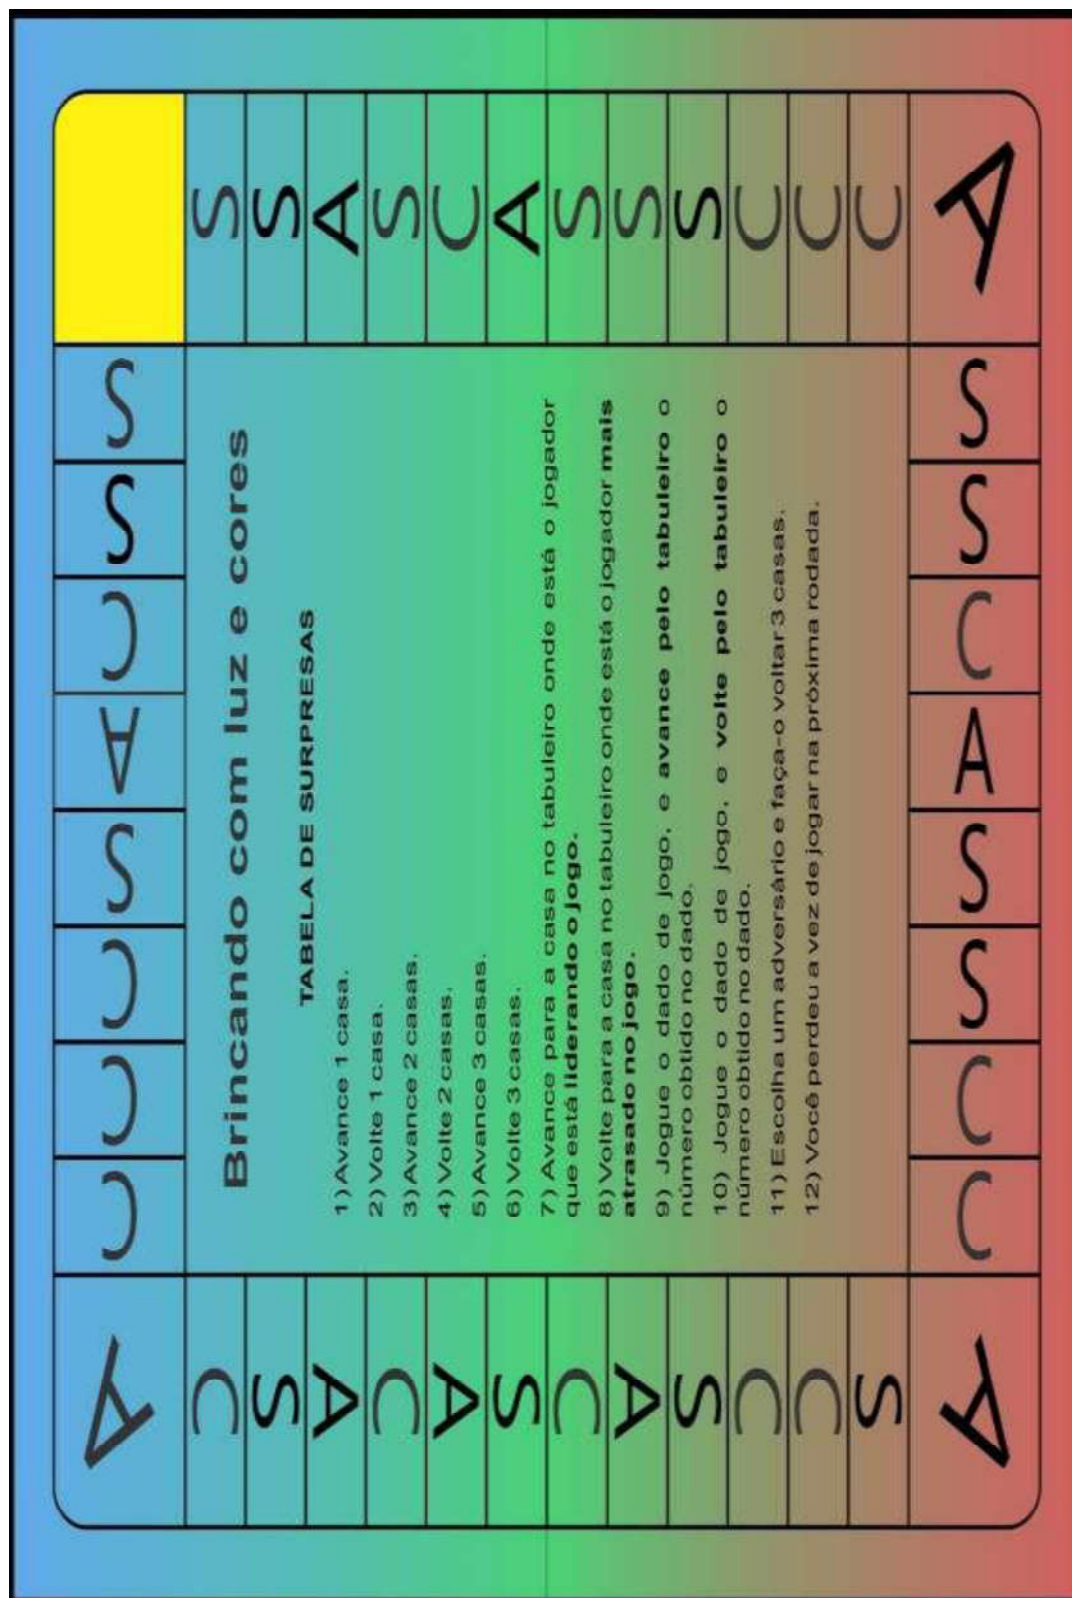 A C C C S A C S S
C S A C A S C A S C C S
Brincando com luz e cores
TABELA DE SURPRESAS
1) Avance 1 casa.
2) Volte 1 casa.
3) Avance 2 casas.
4) Volte 2 casas.
5) Avance 3 casas.
6) Volte 3 casas.
7) Avance para a casa no tabuleiro onde está o jogador
que está liderando o jogo.
8) Volte para a casa no tabuleiro onde está o jogador mais
atrasado no jogo.
9) Jogue o dado de jogo, e avance pelo tabuleiro o
número obtido no dado.
10) Jogue o dado de jogo, e volte pelo tabuleiro o
número obtido no dado.
11) Escolha um adversário e faça-o voltar 3 casas.
12) Você perdeu a vez de jogar na próxima rodada.
S S A S C A S S S C C C
A C C S S A C S S A